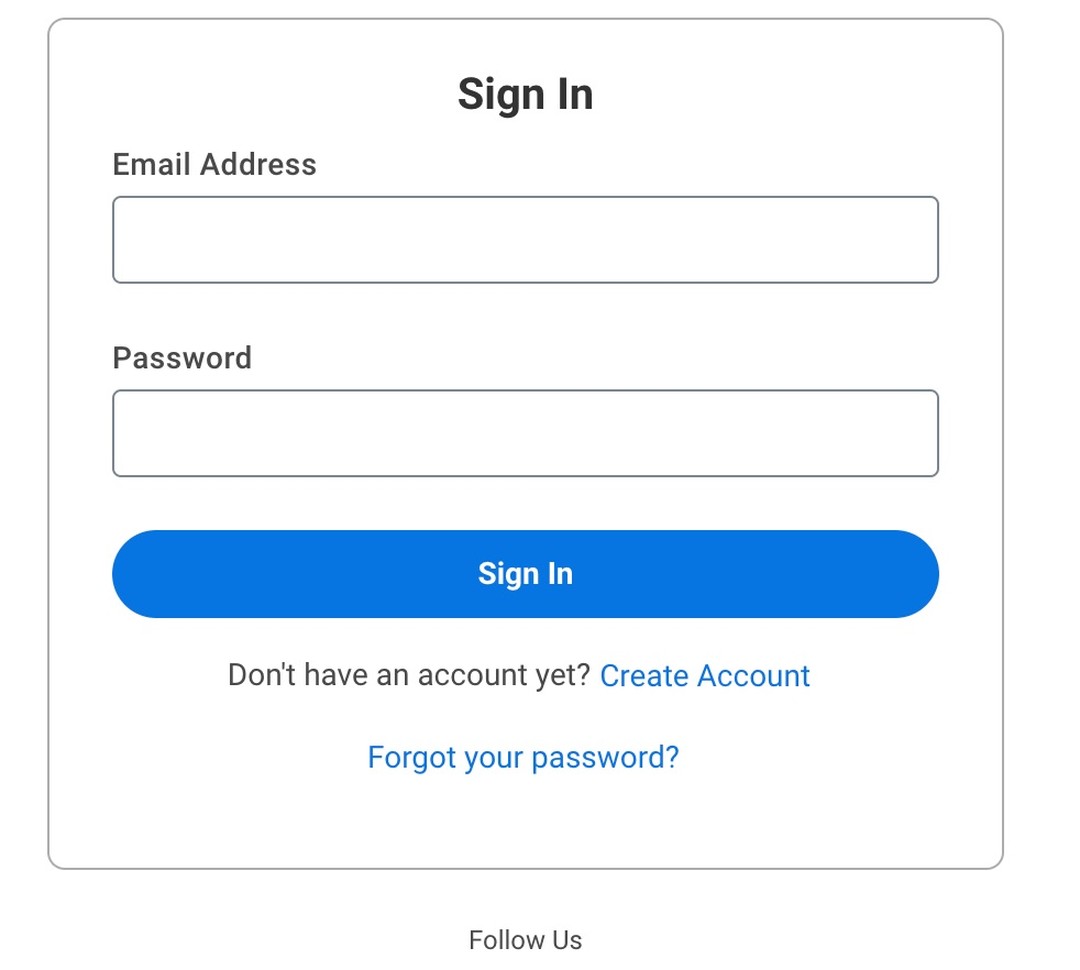 Sign In
Email Address
Password
Sign In
Don't have an account yet? Create Account
Forgot your password?
Follow Us